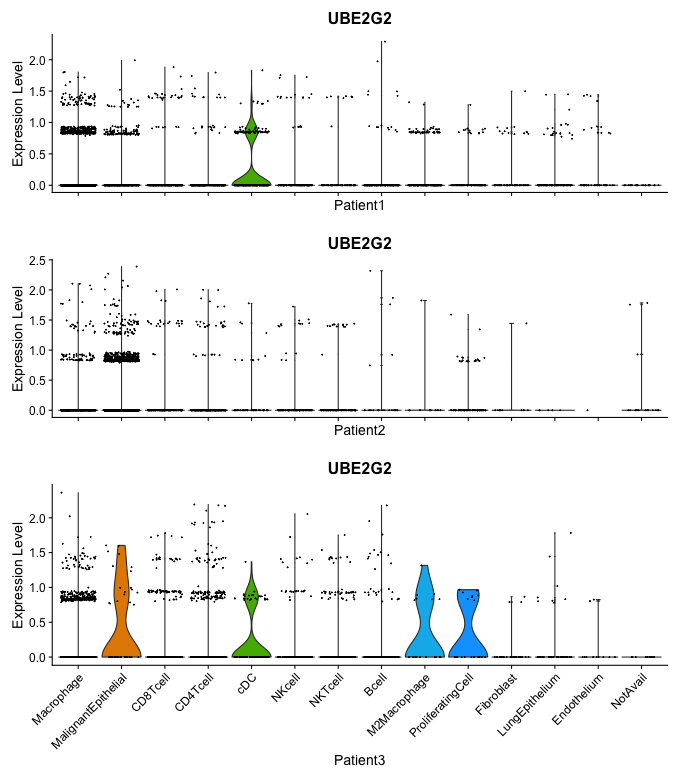 UBE2G2
Expression Level
2.0
1.5
1.0
0.5
0.0
Patient1
UBE2G2
Expression Level
2.5
2.0
1.5
1.0
0.5
0.0
Patient2
UBE2G2
Expression Level
2.0
1.5
1.0
0.5
0.0
Macrophage
MalignantEpithelial
CD8Tcell
CD4Tcell
cDC
NKcell
NKTcell
Bcell
M2Macrophage
ProliferatingCell
Fibroblast
LungEpithelium
Endothelium
NotAvail
Patient3